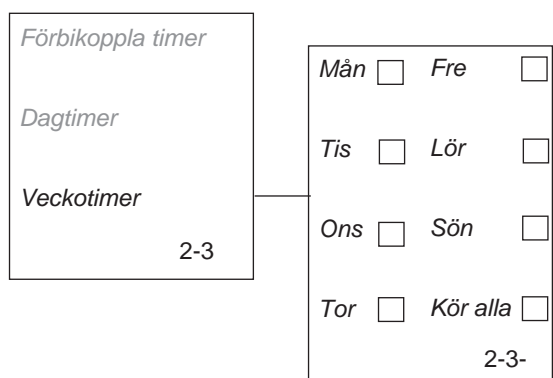 Förbikoppla timer
Dagtimer
Veckotimer
2-3
Mån Fre
Tis Lör
Ons Sön
Tor Kör alla
2-3-